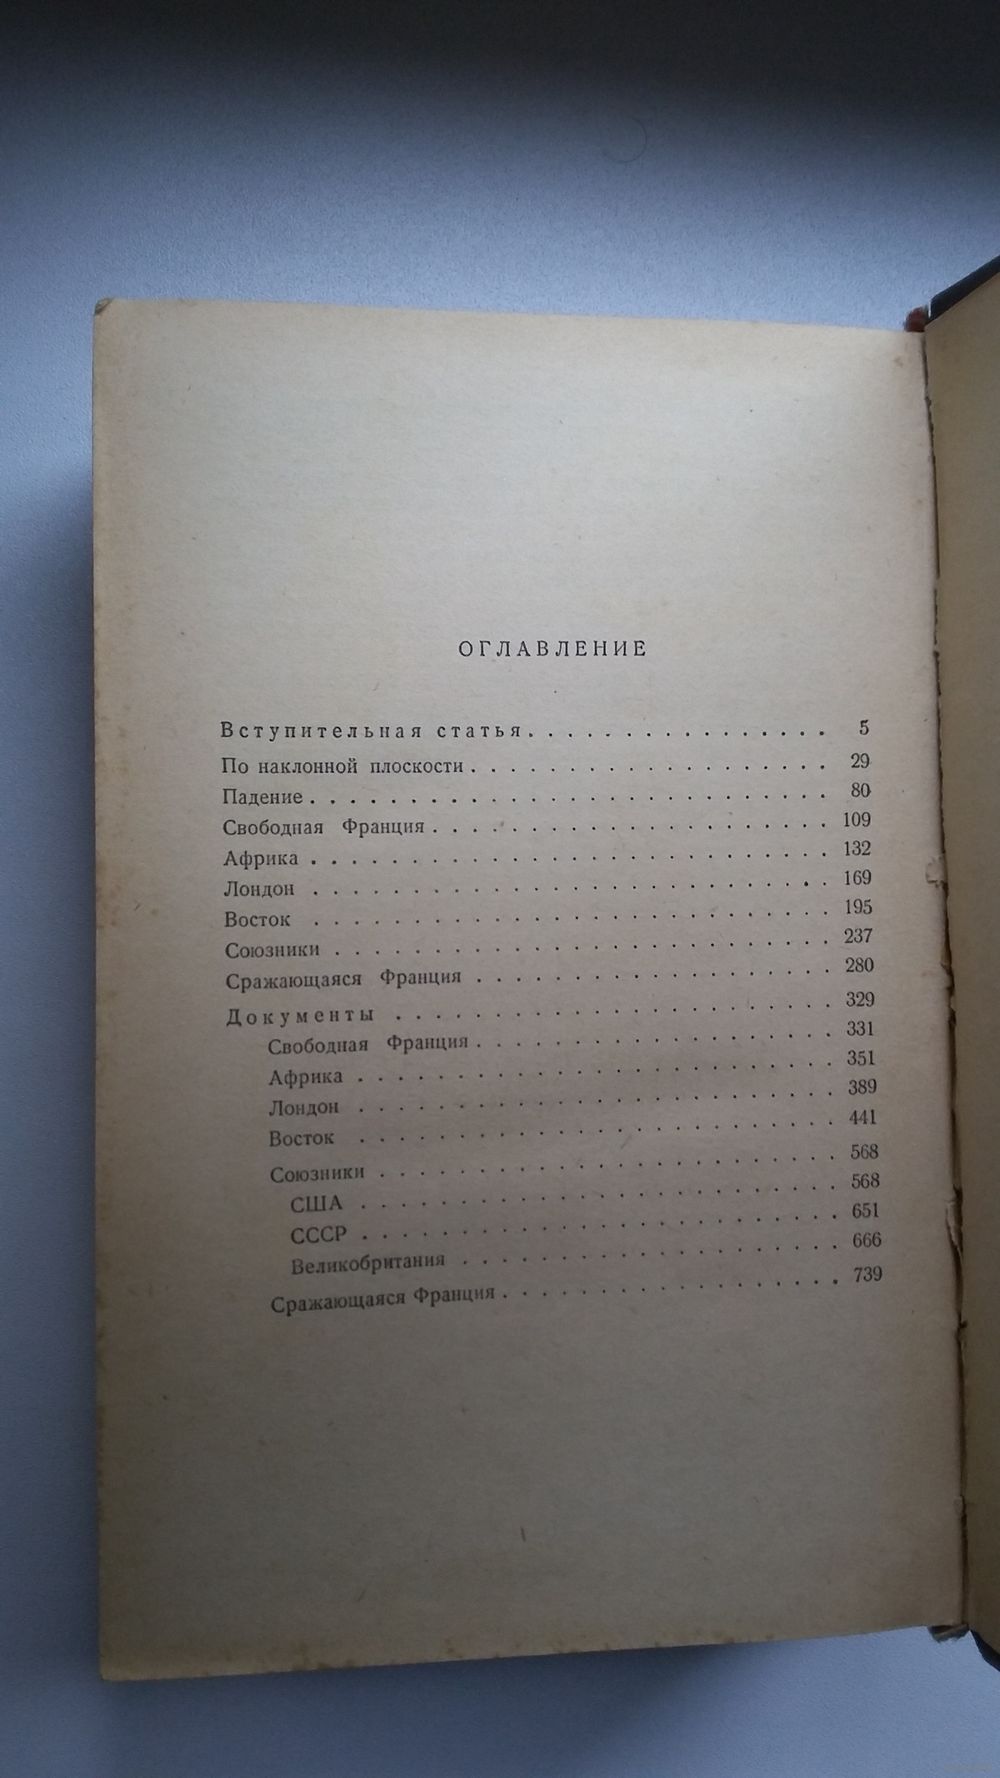 ОГЛАВЛЕНИЕ
Вступительная статья. . . . . . . . . . . . . . . . 5
По наклонной плоскости . . . . . . . . . . . . . . . 29
Падение . . . . . . . . . . . . . . . . . . . . 80
Свободная Франция . . . . . . . . . . . . . . . . 109
Африка . . . . . . . . . . . . . . . . . . . . 132
Лондон . . . . . . . . . . . . . . . . . . . . 169
Восток . . . . . . . . . . . . . . . . . . . . 195
Союзники . . . . . . . . . . . . . . . . . . . 237
Сражающаяся Франция . . . . . . . . . . . . . . 280
Документы . . . . . . . . . . . . . . . . . 329
Свободная Франция . . . . . . . . . . . . . . 331
Африка . . . . . . . . . . . . . . . . . . 351
Лондон . . . . . . . . . . . . . . . . . . 389
Восток . . . . . . . . . . . . . . . . . . 441
Союзники . . . . . . . . . . . . . . . . . 568
США . . . . . . . . . . . . . . . . . . 568
СССР . . . . . . . . . . . . . . . . . . 651
Великобритания . . . . . . . . . . . . . . 666
Сражающаяся Франция . . . . . . . . . . . . . 739